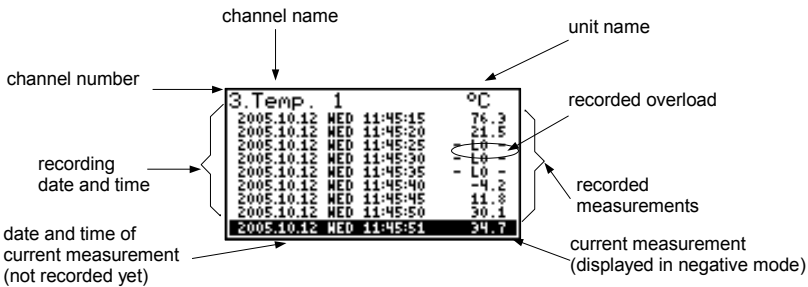 channel name
unit name
channel number
recorded overload
3.Temp. 1 °C
2005.10.12 WED 11:45:15 76.3
2005.10.12 WED 11:45:20 21.5
2005.10.12 WED 11:45:25 - LO -
2005.10.12 WED 11:45:30 - LO -
2005.10.12 WED 11:45:35 - LO -
2005.10.12 WED 11:45:40 -4.2
2005.10.12 WED 11:45:45 11.8
2005.10.12 WED 11:45:50 30.1
2005.10.12 WED 11:45:51 34.7
recording
date and time
recorded
measurements
date and time of
current measurement
(not recorded yet)
current measurement
(displayed in negative mode)